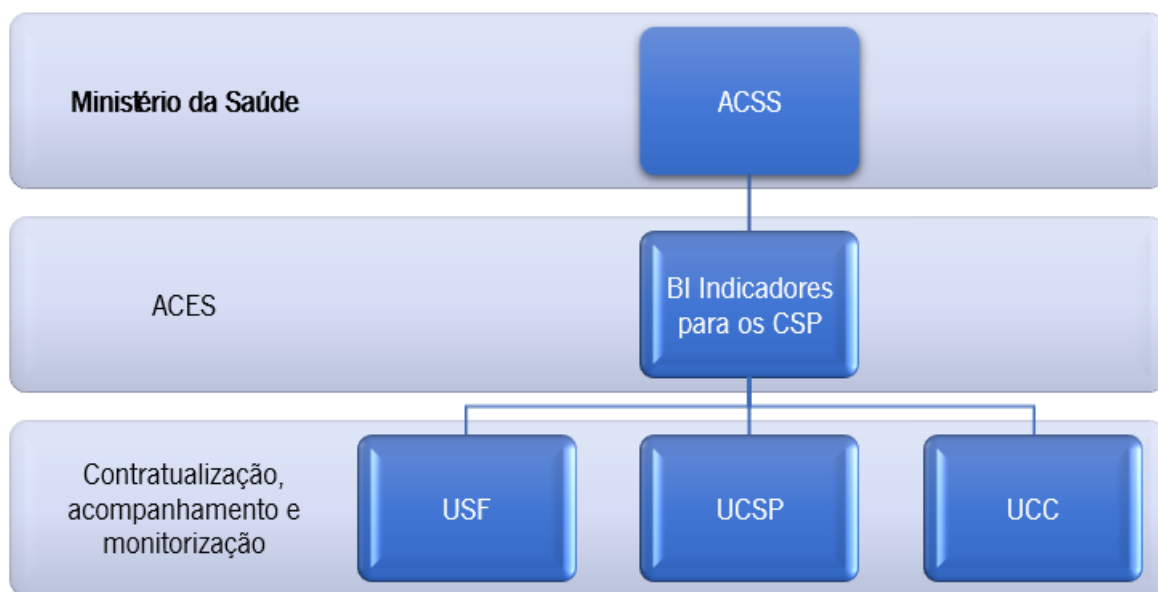 Ministério da Saúde
ACSS
ACES
BI Indicadores
para os CSP
Contratualização,
acompanhamento e
monitorização
USF
UCSP
UCC